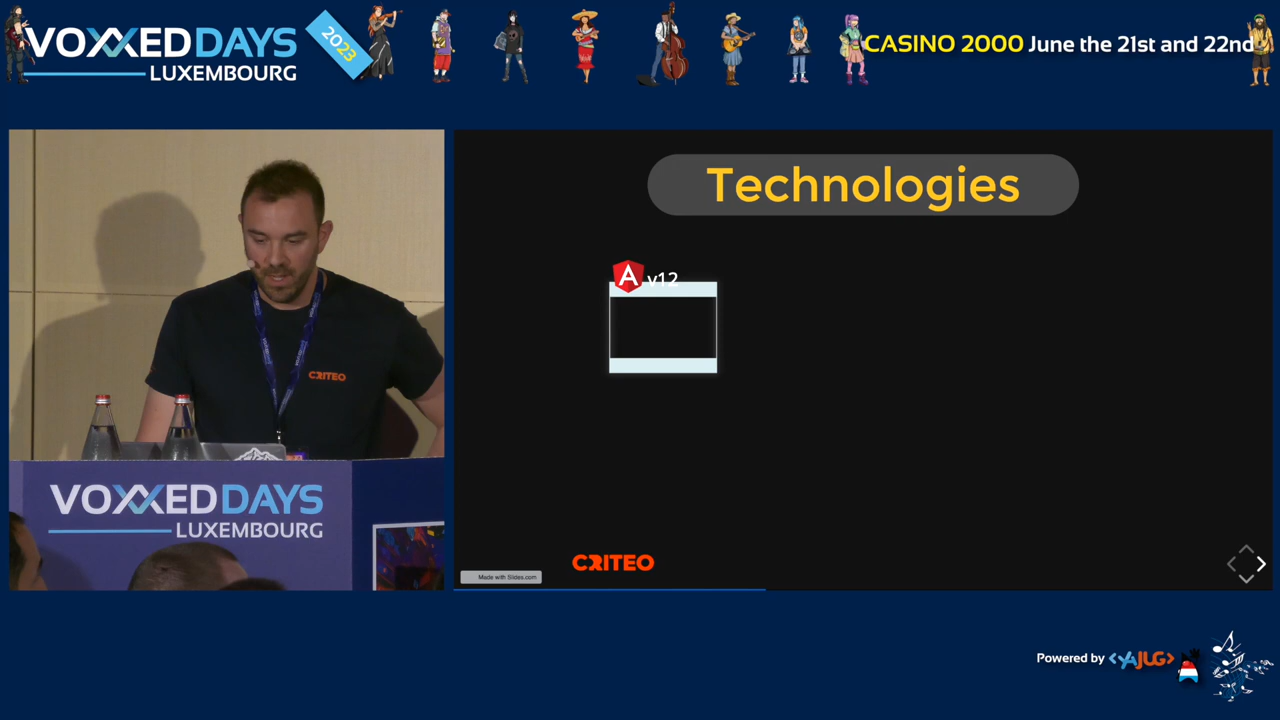 VOXXEDDAYS
LUXEMBOURG
2023
CASINO 2000 June the 21st and 22nd
Technologies
A v12
CRITEO
VOXXEDDAYS
LUXEMBOURG
CRITEO
Made with Slides.com
Powered by <YAJUG>